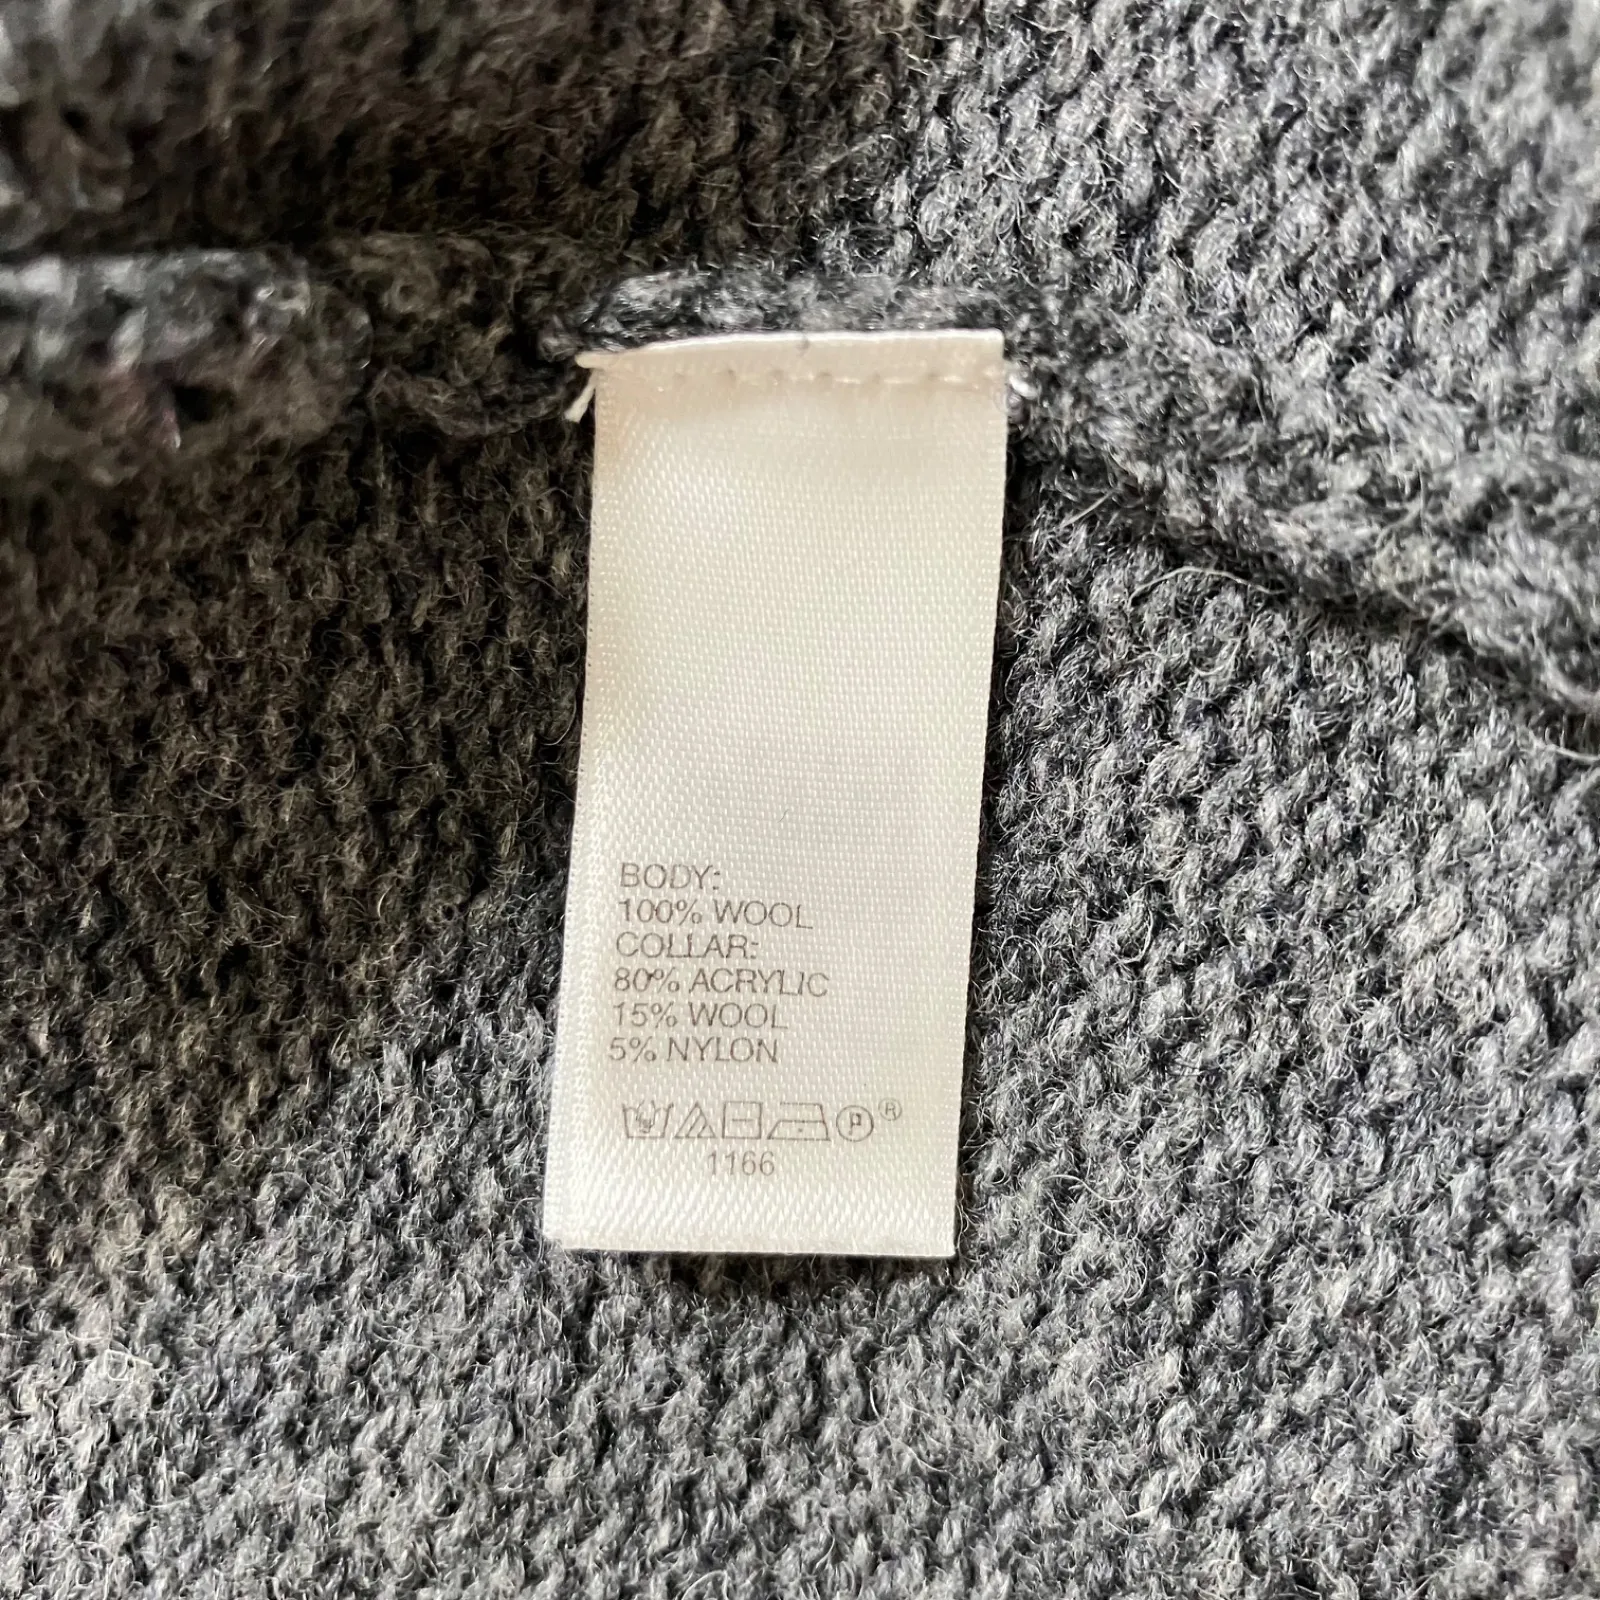 BODY:
100% WOOL
COLLAR:
80% ACRYLIC
15% WOOL
5% NYLON
P ®
1166